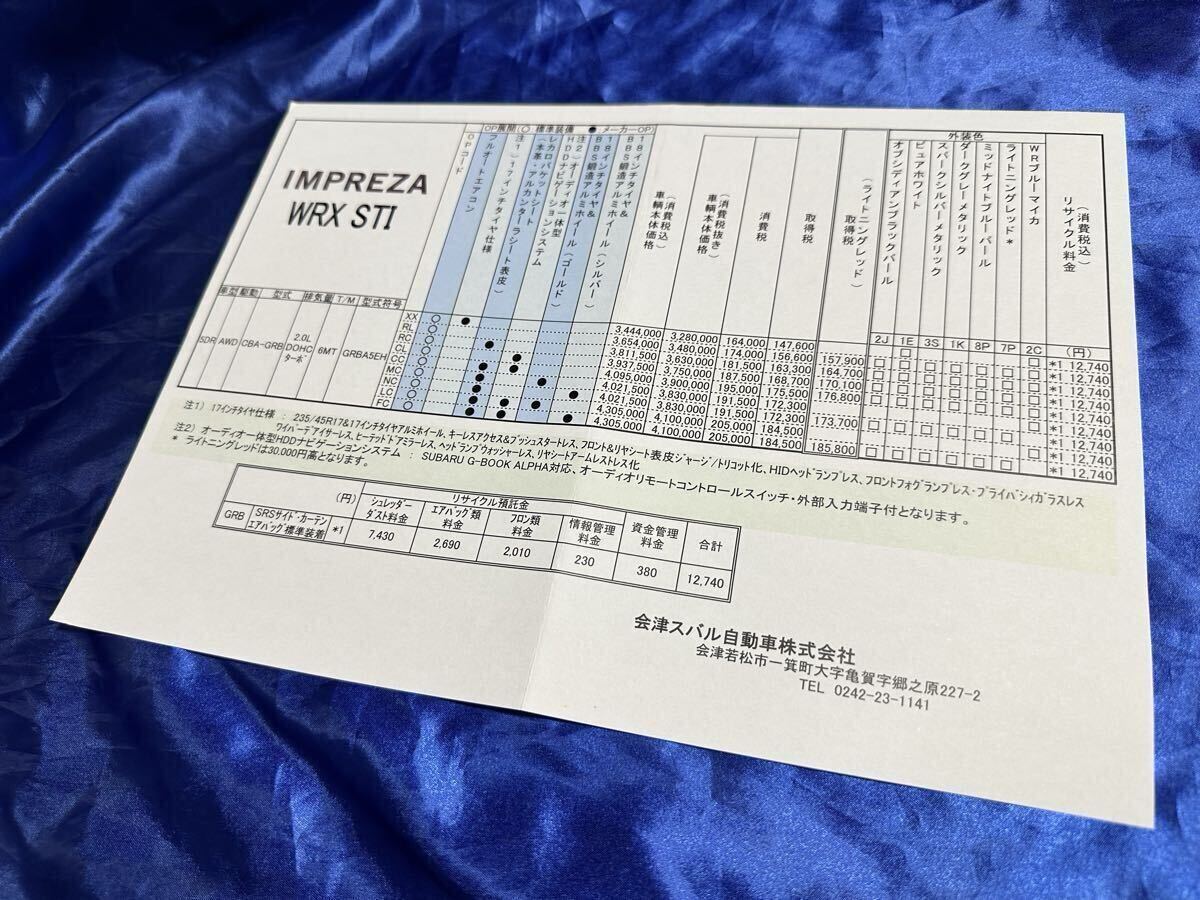 IMPREZA
WRX STI
OPコード
OP展開(○:標準装備 ●メーカーOP)
フルオートエアコン
注1)17インチタイヤ仕様
本革・アルカンターラシート表皮)
レカロバケットシート
HDDナビゲーションシステム
注2)オーディオ一体型
BBS鍛造アルミホイール(ゴールド)
18インチタイヤ&
BBS鍛造アルミホイール(シルバー)
18インチタイヤ&
車輌本体価格
(消費税込)
車輌本体価格
(消費税抜き)
消費税
取得税
取得税
(ライトニングレッド)
外装色
オブシディアンブラックパール
ピュアホワイト
スパークシルバーメタリック
ダークグレーメタリック
ミッドナイトブルーパール
ライトニングレッド*
WRブルーマイカ
リサイクル料金
(消費税込)
車型 駆動 型式 排気量 T/M 型式符号
2J 1E 3S 1K 8P 7P 2C (円)
5DR AWD CBA-GRB 2.0L DOHC ターボ 6MT GRBA5EH
XX ○ 3,444,000 3,280,000 164,000 147,600
RL ○ ● 3,654,000 3,480,000 174,000 156,600 157,900 *1 12,740
RC ○ 3,811,500 3,630,000 181,500 163,300 164,700 *1 12,740
CL ○ 3,937,500 3,750,000 187,500 168,700 170,100 *1 12,740
CC ○ 4,095,000 3,900,000 195,000 175,500 176,800 *1 12,740
MC ○ 4,021,500 3,830,000 191,500 172,300 *1 12,740
NC ○ 4,021,500 3,830,000 191,500 172,300 173,700 *1 12,740
LC ○ 4,305,000 4,100,000 205,000 184,500 *1 12,740
FC ○ 4,305,000 4,100,000 205,000 184,500 185,800 *1 12,740
注1) 17インチタイヤ仕様 : 235/45R17&17インチタイヤアルミホイール、キーレスアクセス&プッシュスタートレス、フロント&リヤシート表皮ジャージ/トリコット化、HIDヘッドランプレス、フロントフォグランプレス・プライバシィガラスレス
ワイパーデアイサーレス、ヒーテッドドアミラーレス、ヘッドランプウォッシャーレス、リヤシートアームレストレス化
注2) オーディオ一体型HDDナビゲーションシステム : SUBARU G-BOOK ALPHA対応、オーディオリモートコントロールスイッチ・外部入力端子付となります。
* ライトニングレッドは30,000円高となります。
リサイクル預託金
(円) シュレッダーダスト料金 エアバッグ類料金 フロン類料金 情報管理料金 資金管理料金 合計
GRB SRSサイド・カーテンエアバッグ標準装着 *1 7,430 2,690 2,010 230 380 12,740
会津スバル自動車株式会社
会津若松市一箕町大字亀賀字郷之原227-2
TEL 0242-23-1141